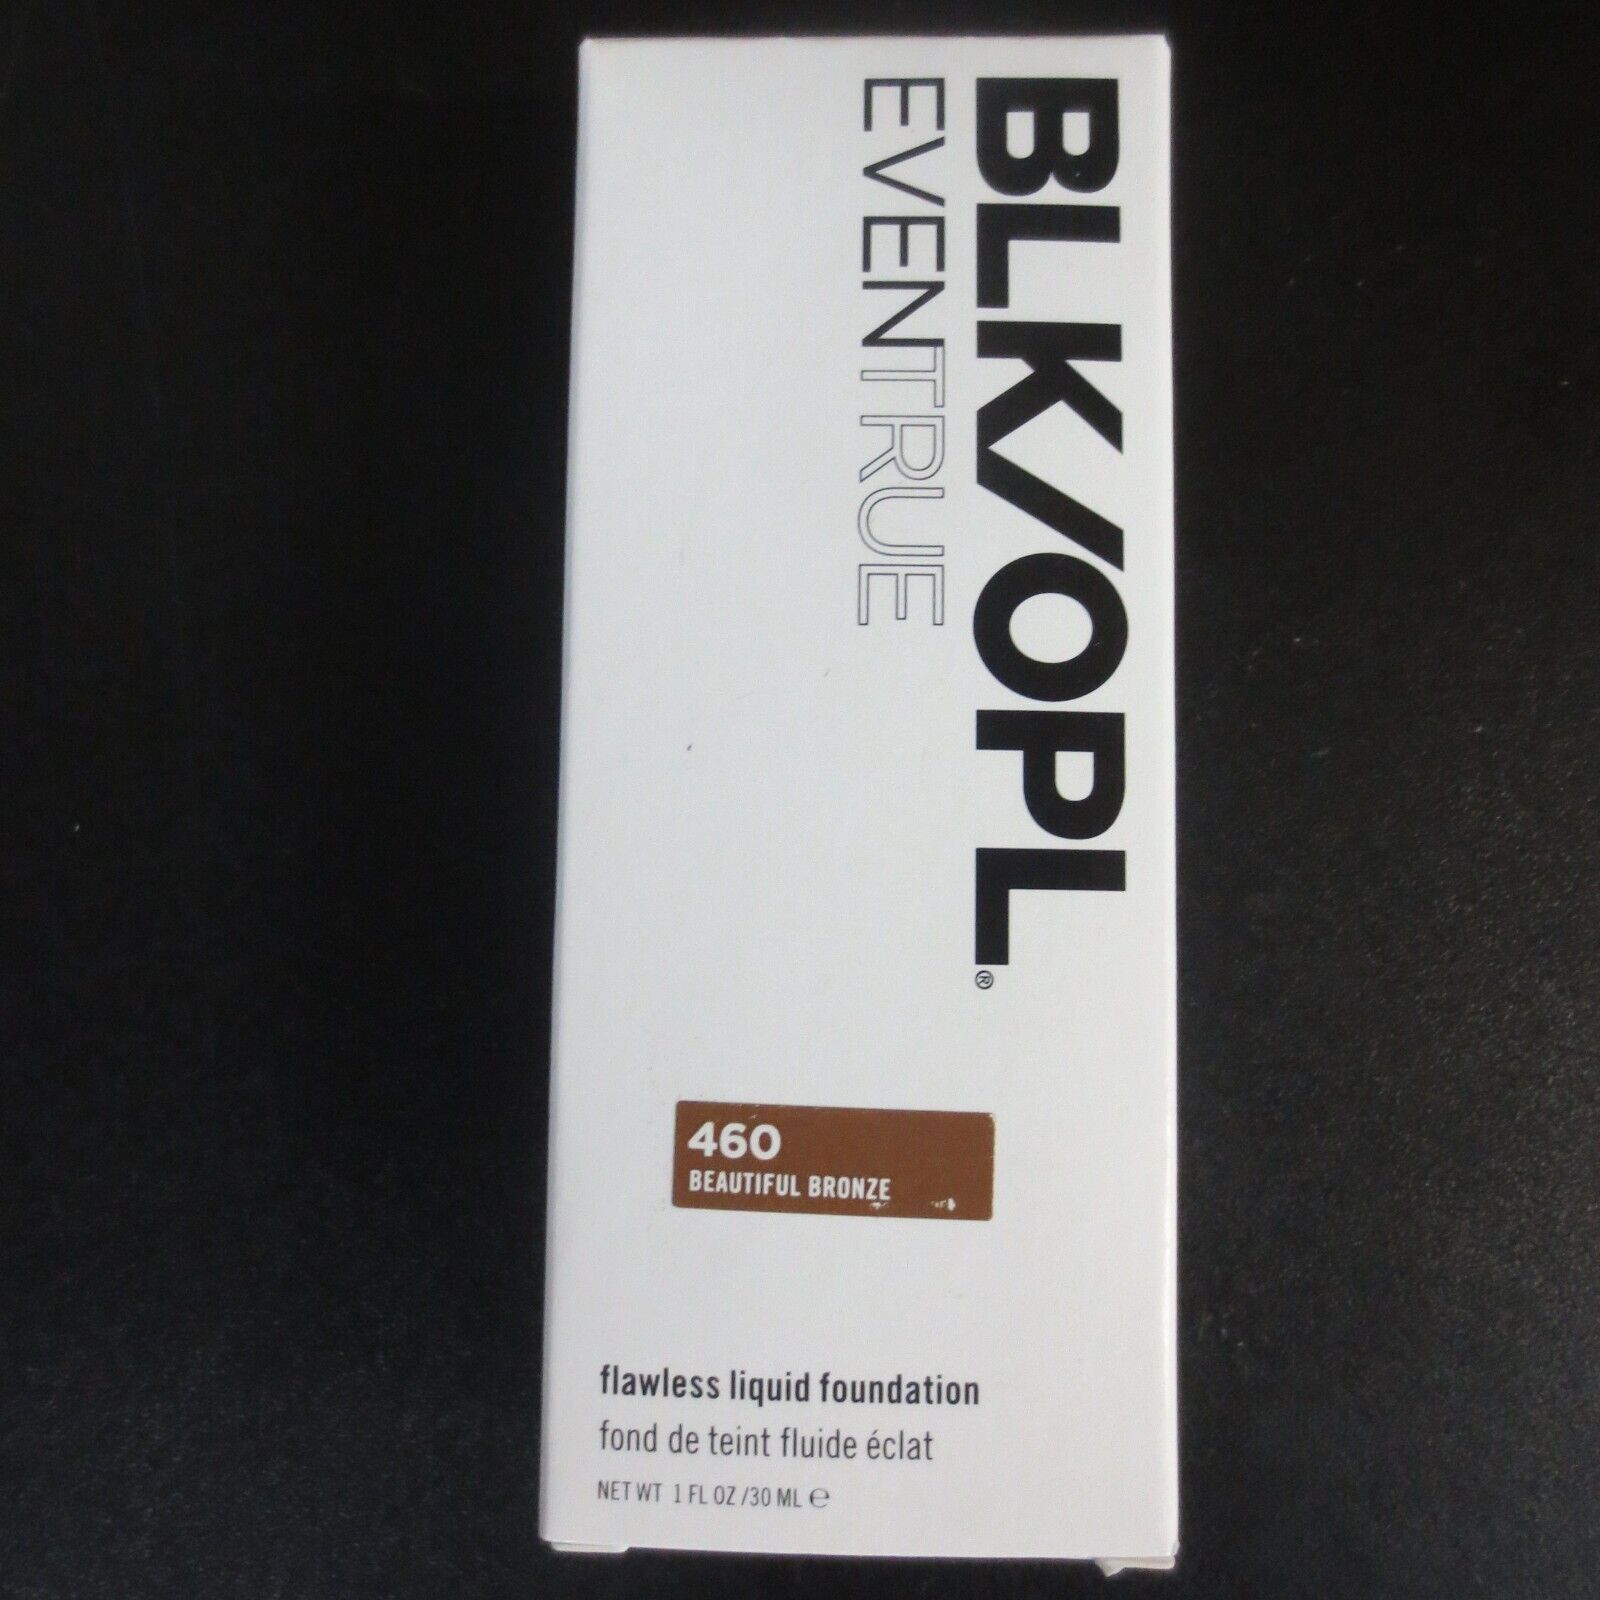 BLK/OPL®
EVENTRUE
460
BEAUTIFUL BRONZE
flawless liquid foundation
fond de teint fluide éclat
NET WT 1 FL OZ /30 ML ℮